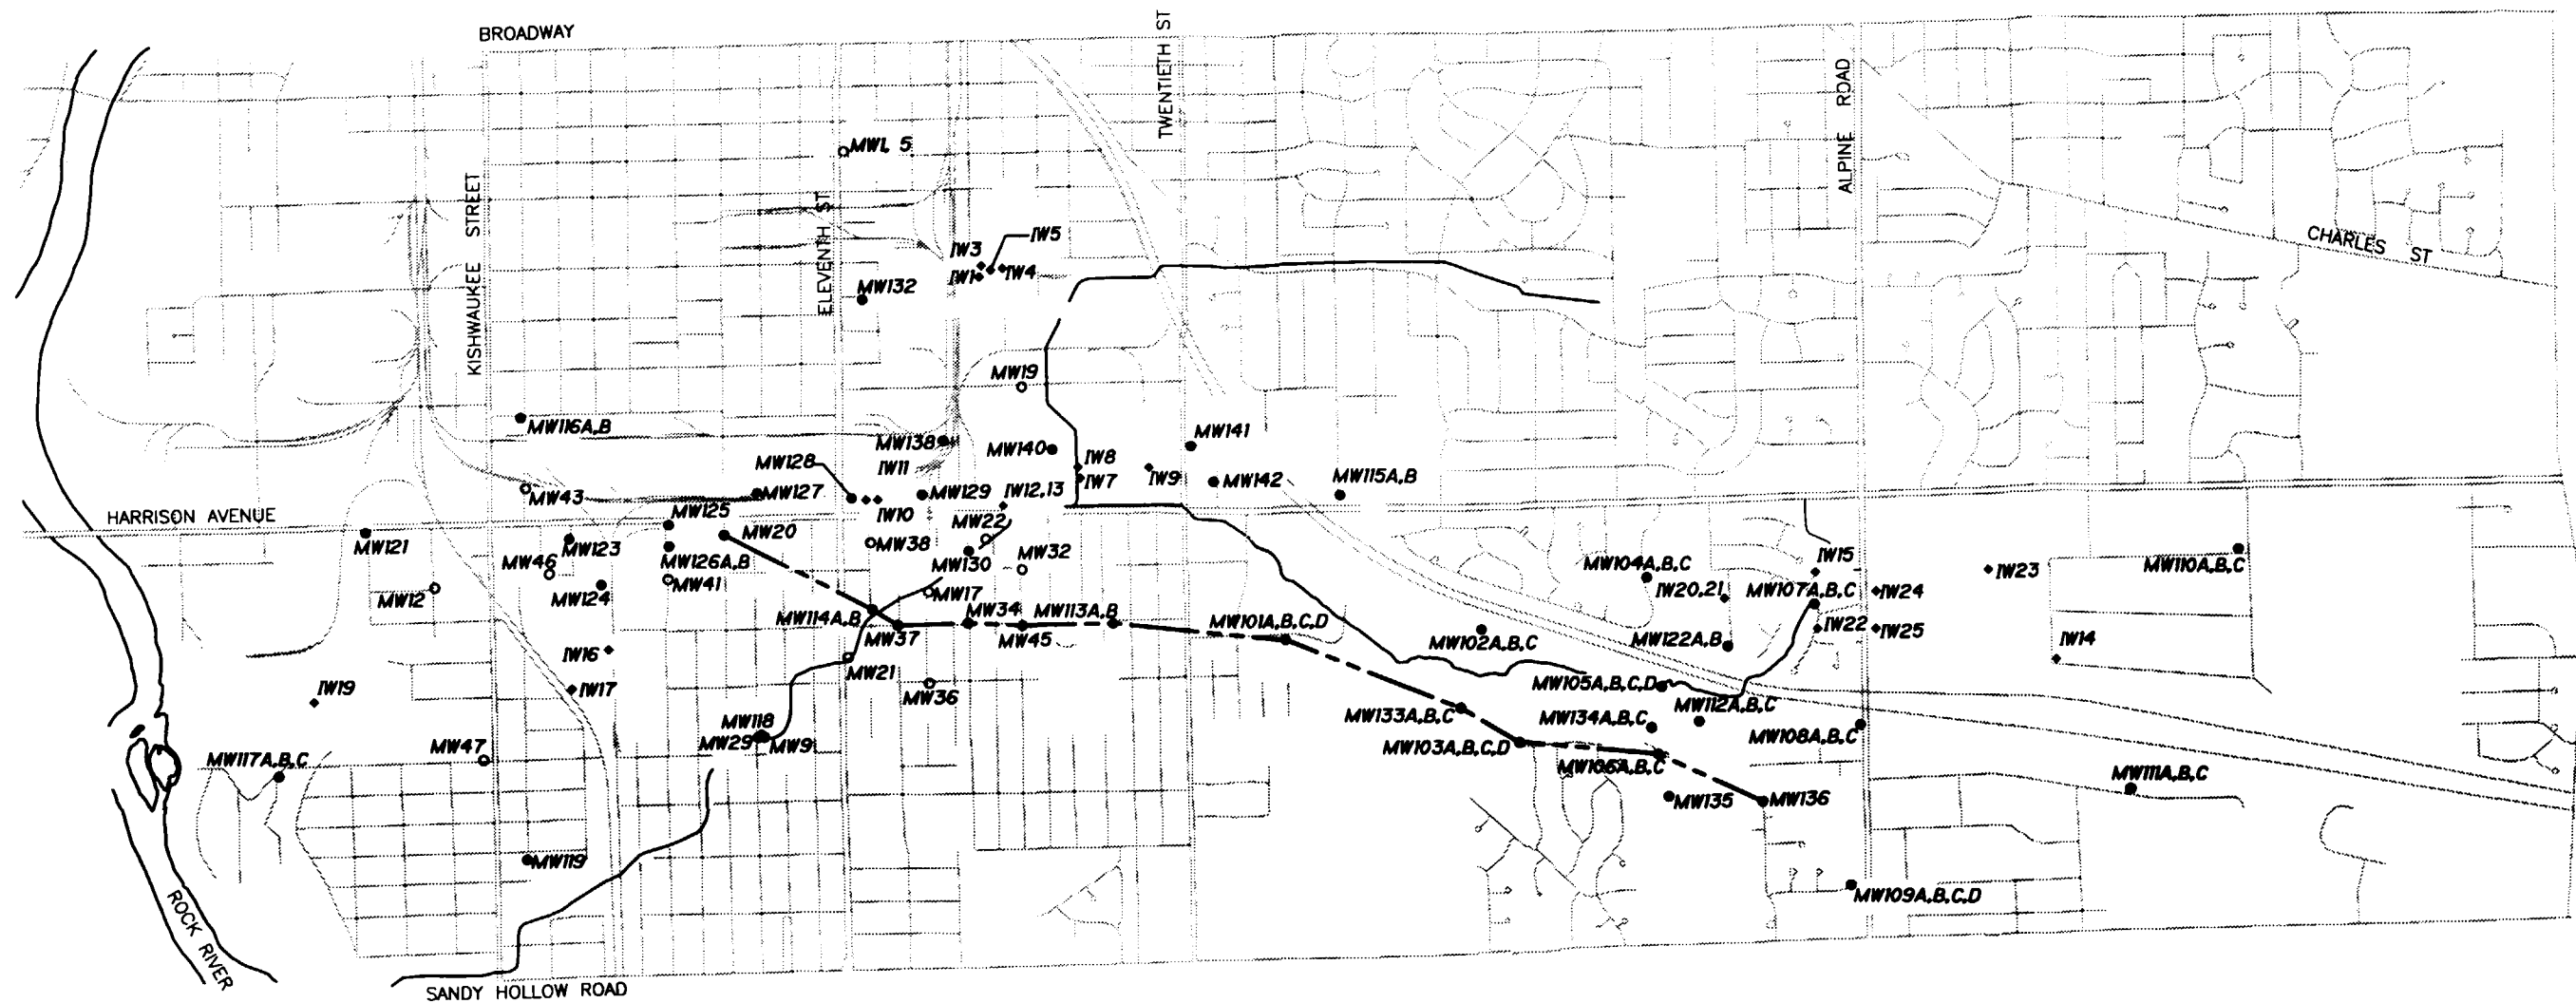 BROADWAY
TWENTIETH ST
ALPINE ROAD
MW1, 5
KISHWAUKEE STREET
ELEVENTH ST
IW3
IW5
IW1
IW4
CHARLES ST
MW132
MW19
MW116A,B
MW138
MW140
MW141
MW128
IW11
IW8
IW7
IW9
MW142
MW115A,B
MW43
MW127
MW129
IW12,13
HARRISON AVENUE
MW125
IW10
MW22
MW20
MW121
MW123
MW38
MW32
MW46
MW126A,B
MW130
MW104A,B,C
IW15
MW110A,B,C
IW23
MW12
MW124
MW41
MW17
IW20,21
MW107A,B,C
IW24
MW114A,B
MW34
MW113A,B
MW101A,B,C,D
MW37
MW45
MW102A,B,C
MW122A,B
IW22
IW25
IW14
IW16
MW21
IW19
IW17
MW36
MW105A,B,C,D
MW112A,B,C
MW118
MW133A,B,C
MW134A,B,C
MW29
MW9
MW47
MW103A,B,C,D
MW108A,B,C
MW117A,B,C
MW106A,B,C
MW111A,B,C
MW135
MW136
MW119
MW109A,B,C,D
ROCK RIVER
SANDY HOLLOW ROAD